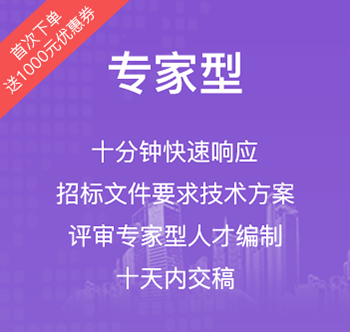 首次下单
送1000元优惠券
专家型
十分钟快速响应
招标文件要求技术方案
评审专家型人才编制
十天内交稿